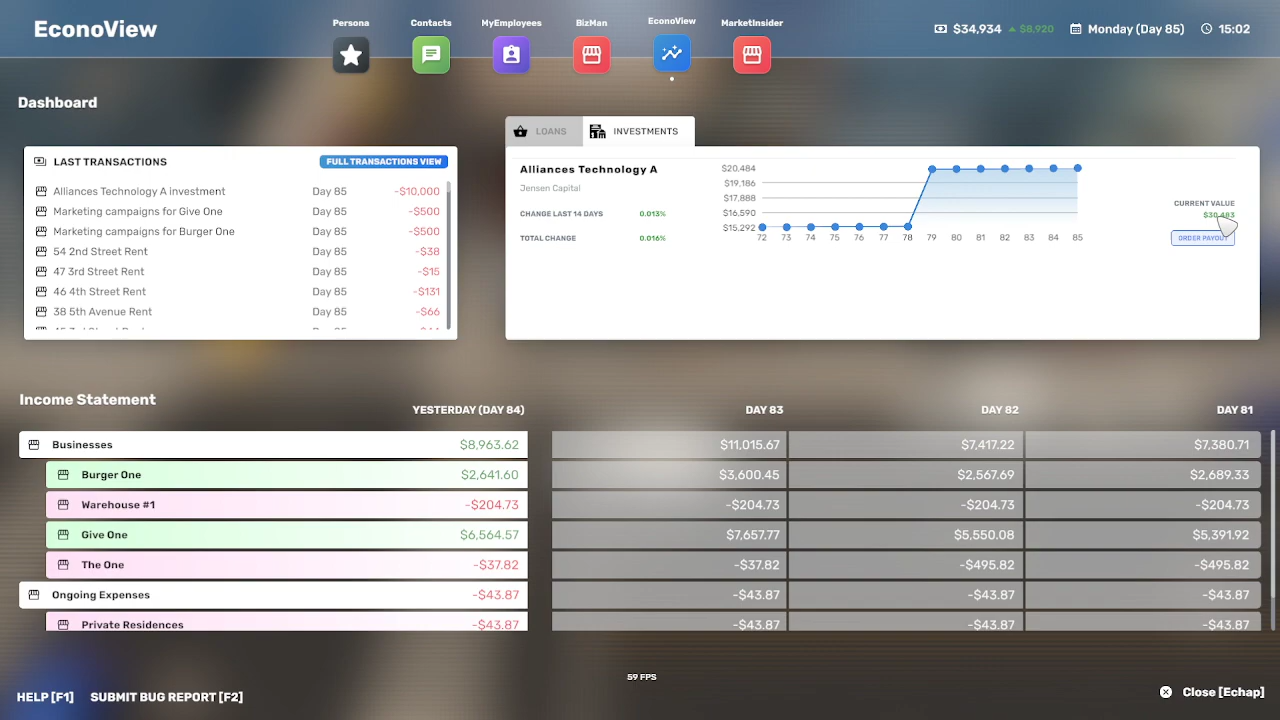 EconoView
Persona
Contacts
MyEmployees
BizMan
EconoView
MarketInsider
$34,934 $8,920 Monday (Day 85) 15:02
Dashboard
LAST TRANSACTIONS FULL TRANSACTIONS VIEW
Alliances Technology A investment Day 85 -$10,000
Marketing campaigns for Give One Day 85 -$500
Marketing campaigns for Burger One Day 85 -$500
54 2nd Street Rent Day 85 -$38
47 3rd Street Rent Day 85 -$15
46 4th Street Rent Day 85 -$131
38 5th Avenue Rent Day 85 -$66
LOANS INVESTMENTS
Alliances Technology A
Jensen Capital
CHANGE LAST 14 DAYS 0.013%
TOTAL CHANGE 0.016%
$20,484
$19,186
$17,888
$16,590
$15,292
72 73 74 75 76 77 78 79 80 81 82 83 84 85
CURRENT VALUE
$30,483
ORDER PAYOUT
Income Statement
YESTERDAY (DAY 84) DAY 83 DAY 82 DAY 81
Businesses $8,963.62 $11,015.67 $7,417.22 $7,380.71
Burger One $2,641.60 $3,600.45 $2,567.69 $2,689.33
Warehouse #1 -$204.73 -$204.73 -$204.73 -$204.73
Give One $6,564.57 $7,657.77 $5,550.08 $5,391.92
The One -$37.82 -$37.82 -$495.82 -$495.82
Ongoing Expenses -$43.87 -$43.87 -$43.87 -$43.87
Private Residences -$43.87 -$43.87 -$43.87 -$43.87
59 FPS
HELP [F1] SUBMIT BUG REPORT [F2] Close [Echap]